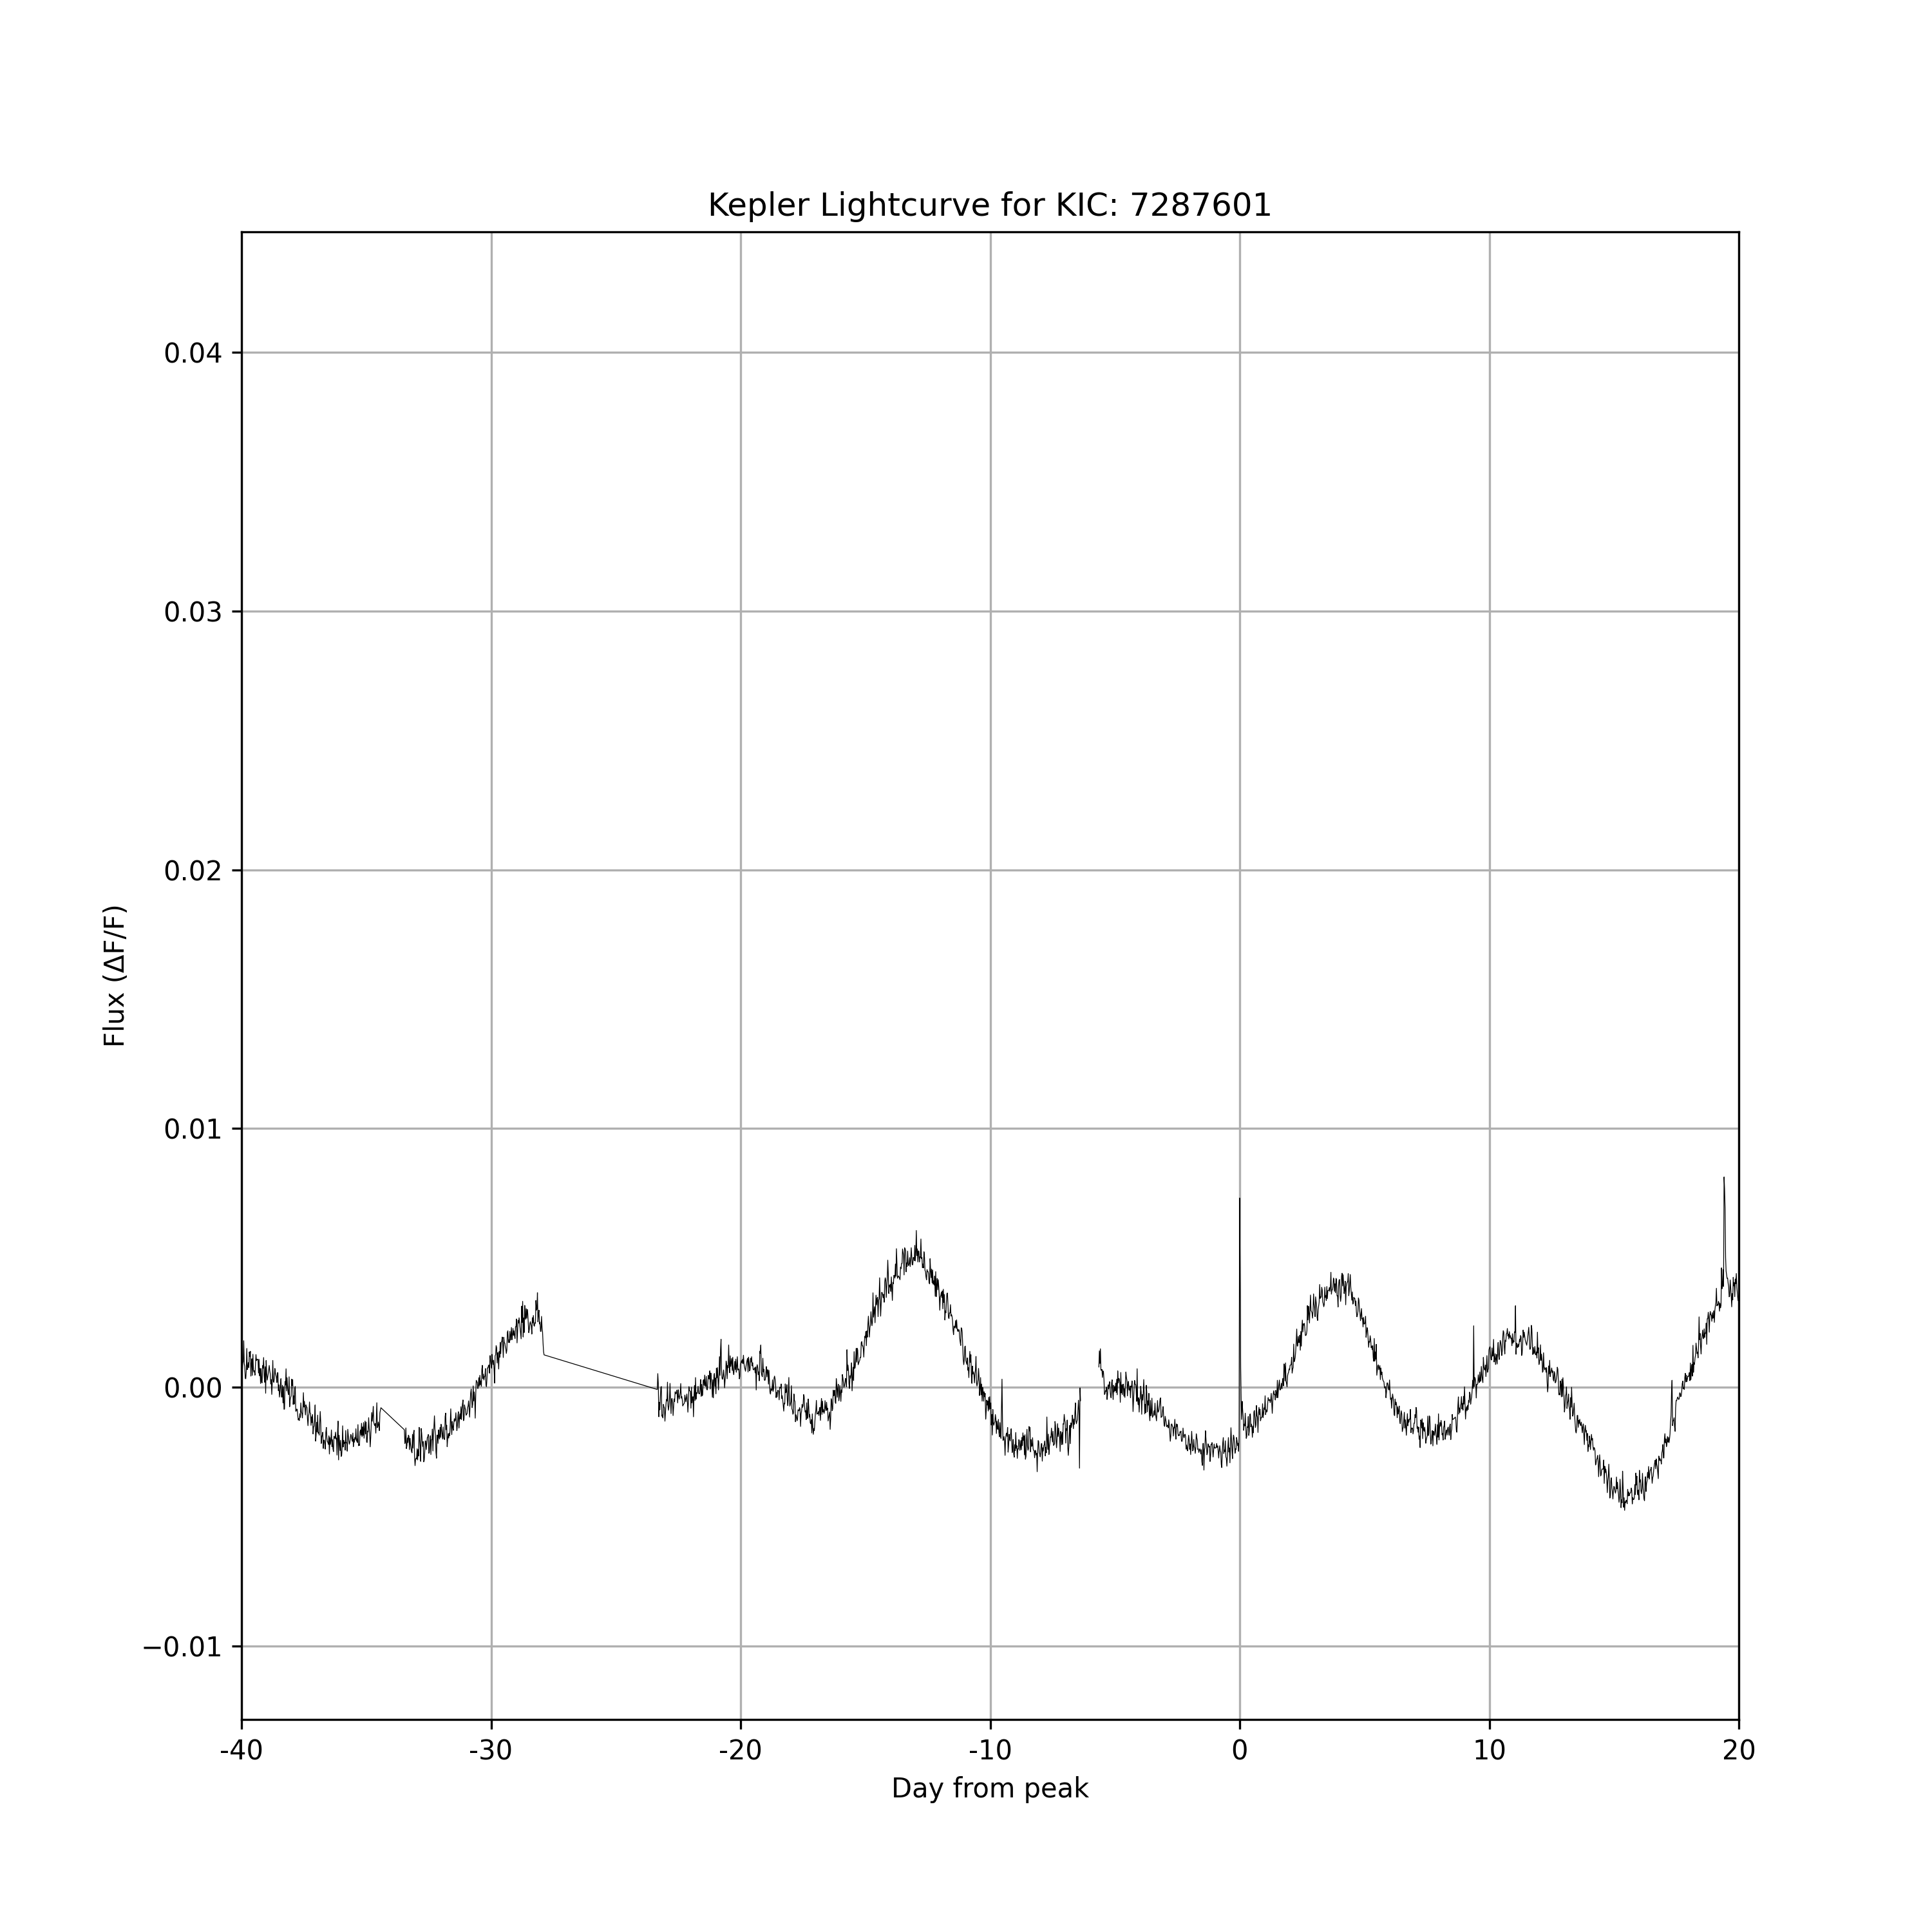 Kepler Lightcurve for KIC: 7287601
0.04
0.03
0.02
0.01
0.00
−0.01
Flux (ΔF/F)
-40 -30 -20 -10 0 10 20
Day from peak